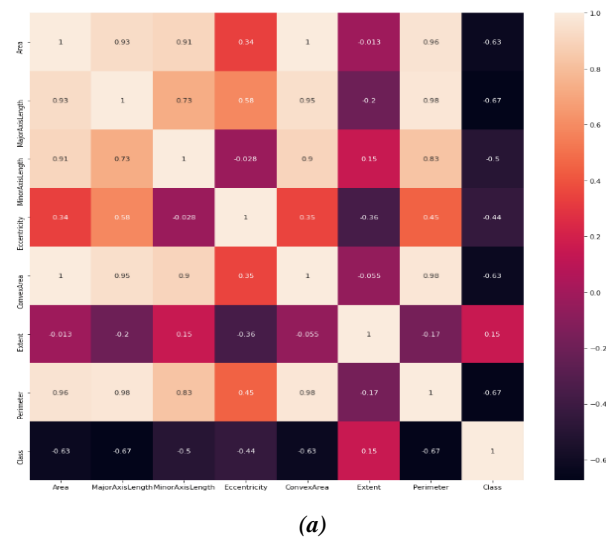 1.0
Area 1 0.93 0.91 0.34 1 -0.013 0.96 -0.63
0.8
MajorAxisLength 0.93 1 0.73 0.58 0.95 -0.2 0.98 -0.67
0.6
MinorAxisLength 0.91 0.73 1 -0.028 0.9 0.15 0.83 -0.5
0.4
Eccentricity 0.34 0.58 -0.028 1 0.35 -0.36 0.45 -0.44
0.2
ConvexArea 1 0.95 0.9 0.35 1 -0.055 0.98 -0.63
0.0
Extent -0.013 -0.2 0.15 -0.36 -0.055 1 -0.17 0.15
−0.2
Perimeter 0.96 0.98 0.83 0.45 0.98 -0.17 1 -0.67
−0.4
Class -0.63 -0.67 -0.5 -0.44 -0.63 0.15 -0.67 1
−0.6
Area MajorAxisLength MinorAxisLength Eccentricity ConvexArea Extent Perimeter Class
(a)